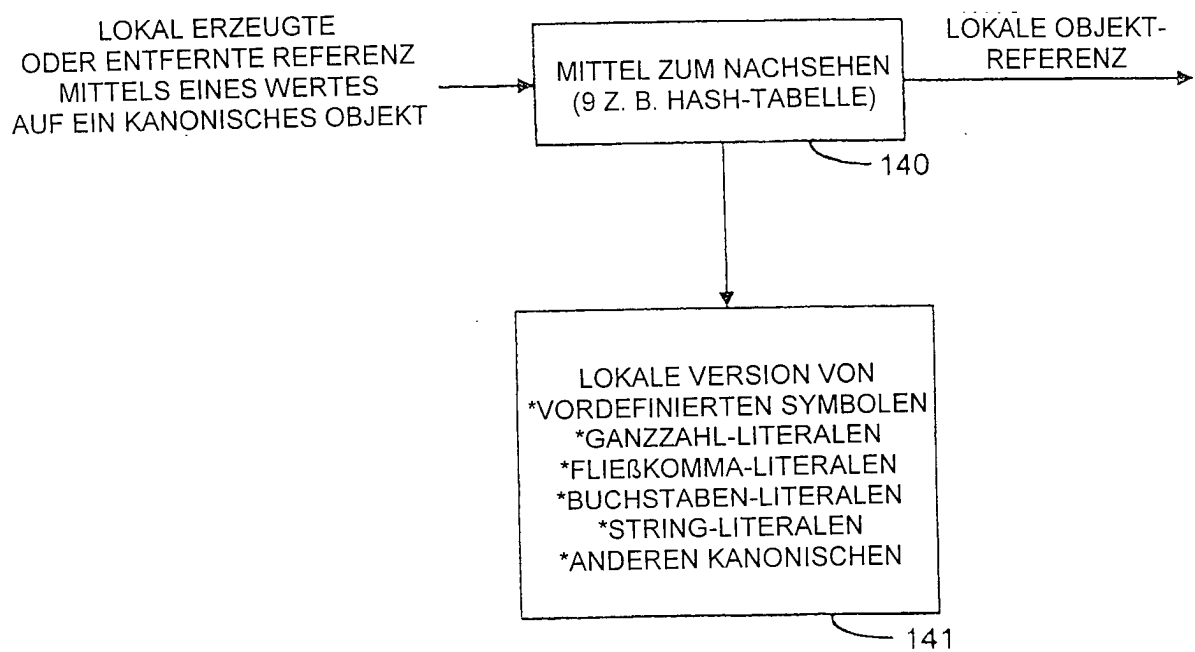 LOKAL ERZEUGTE
ODER ENTFERNTE REFERENZ
MITTELS EINES WERTES
AUF EIN KANONISCHES OBJEKT
MITTEL ZUM NACHSEHEN
(9 Z. B. HASH-TABELLE)
140
LOKALE OBJEKT-
REFERENZ
LOKALE VERSION VON
*VORDEFINIERTEN SYMBOLEN
*GANZZAHL-LITERALEN
*FLIEßKOMMA-LITERALEN
*BUCHSTABEN-LITERALEN
*STRING-LITERALEN
*ANDEREN KANONISCHEN
141